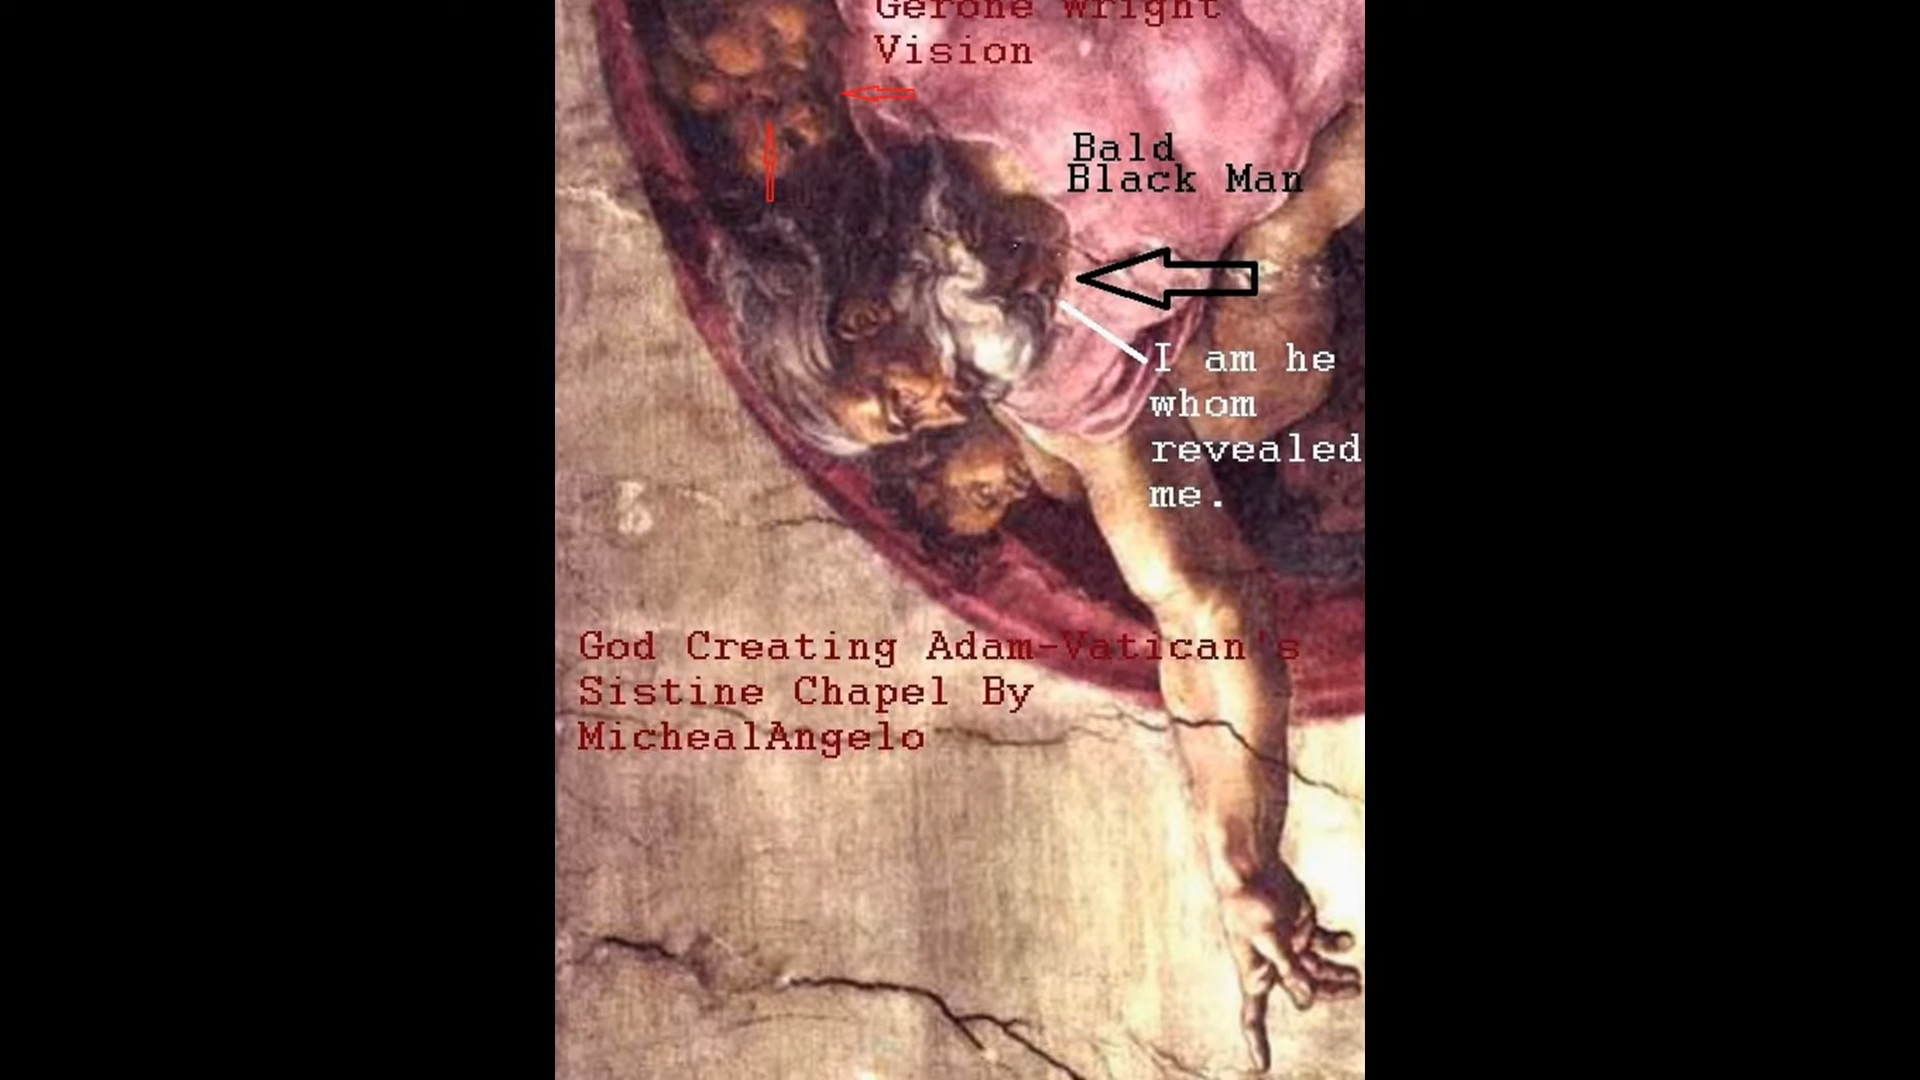 Gerone Wright
Vision
Bald
Black Man
I am he
whom
revealed
me.
God Creating Adam-Vatican's
Sistine Chapel By
MichealAngelo